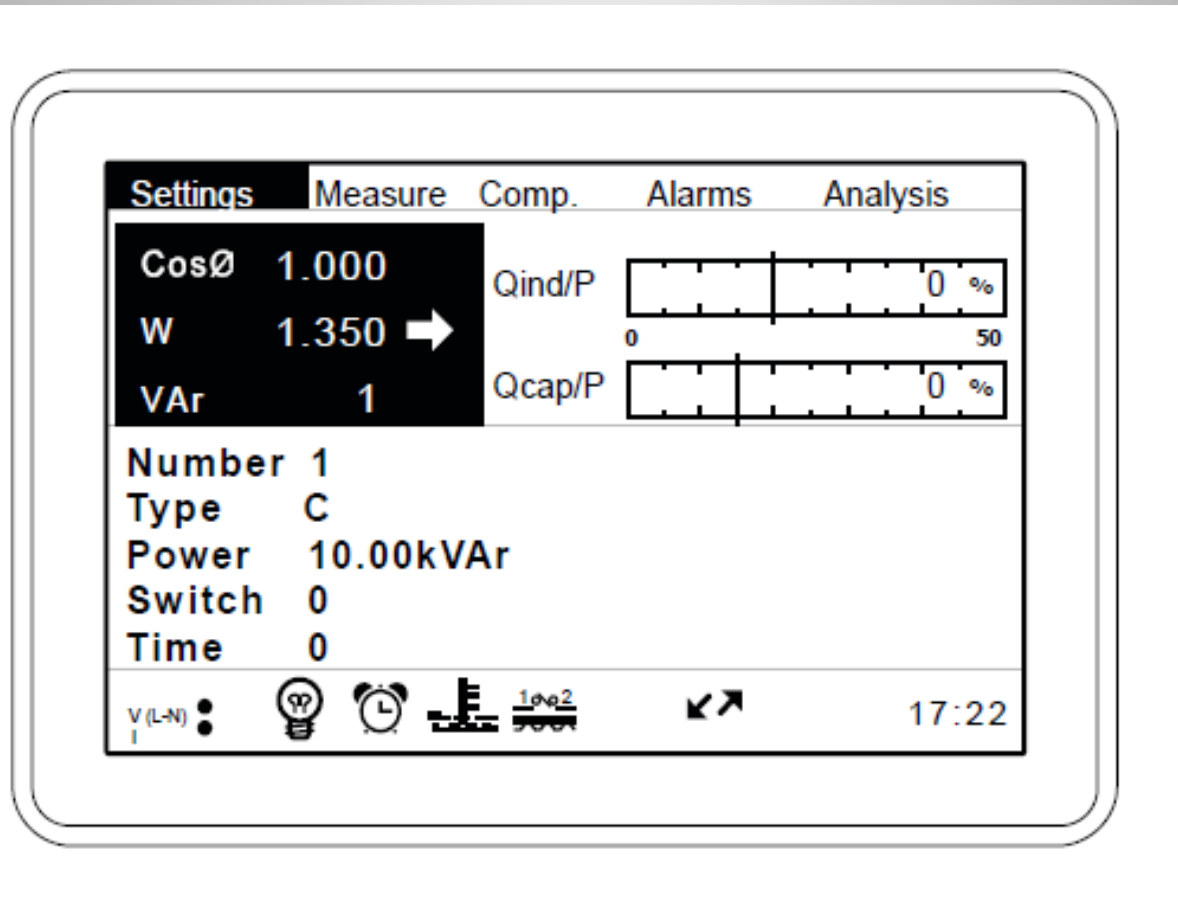 Settings Measure Comp. Alarms Analysis
CosØ 1.000
Qind/P 0 %
W 1.350
0 50
VAr 1
Qcap/P 0 %
Number 1
Type C
Power 10.00kVAr
Switch 0
Time 0
1 2
V (L-N)
I
17:22